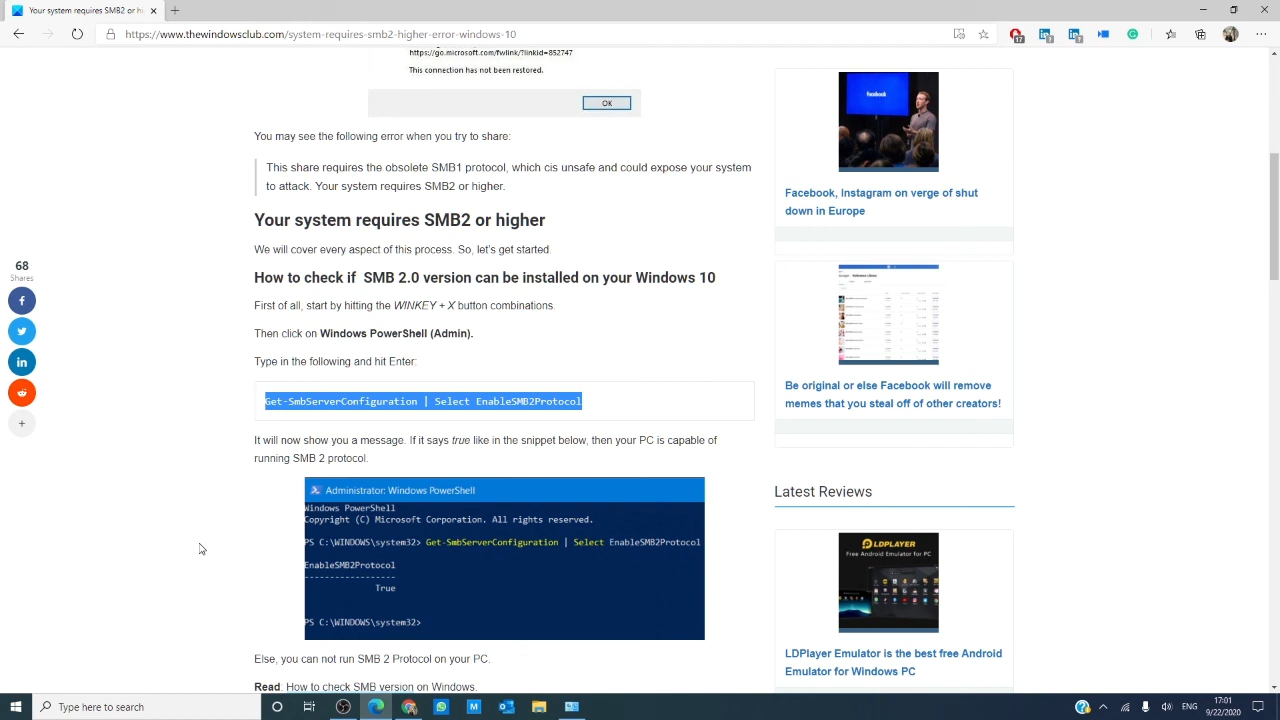 Your system requires SMB2 or
https://www.thewindowsclub.com/system-requires-smb2-higher-error-windows-10
https://go.microsoft.com/fwlink/?linkid=852747
This connection has not been restored.
OK
You may see the following error when you try to share:
This share requires the obsolete SMB1 protocol, which cis unsafe and could expose your system
to attack. Your system requires SMB2 or higher.
Your system requires SMB2 or higher
We will cover every aspect of this process. So, let's get started.
How to check if SMB 2.0 version can be installed on your Windows 10
First of all, start by hitting the WINKEY + X button combinations.
Then click on Windows PowerShell (Admin).
Type in the following and hit Enter:
Get-SmbServerConfiguration | Select EnableSMB2Protocol
It will now show you a message. If it says true like in the snippet below, then your PC is capable of
running SMB 2 protocol.
Administrator: Windows PowerShell
Windows PowerShell
Copyright (C) Microsoft Corporation. All rights reserved.
PS C:\WINDOWS\system32> Get-SmbServerConfiguration | Select EnableSMB2Protocol
EnableSMB2Protocol
------------------
True
PS C:\WINDOWS\system32>
Else, you can not run SMB 2 Protocol on your PC.
Read: How to check SMB version on Windows.
68
Shares
facebook
Facebook, Instagram on verge of shut
down in Europe
Be original or else Facebook will remove
memes that you steal off of other creators!
Latest Reviews
LDPLAYER
Free Android Emulator for PC
LDPlayer Emulator is the best free Android
Emulator for Windows PC
Type here to search
ENG
17:01
9/22/2020